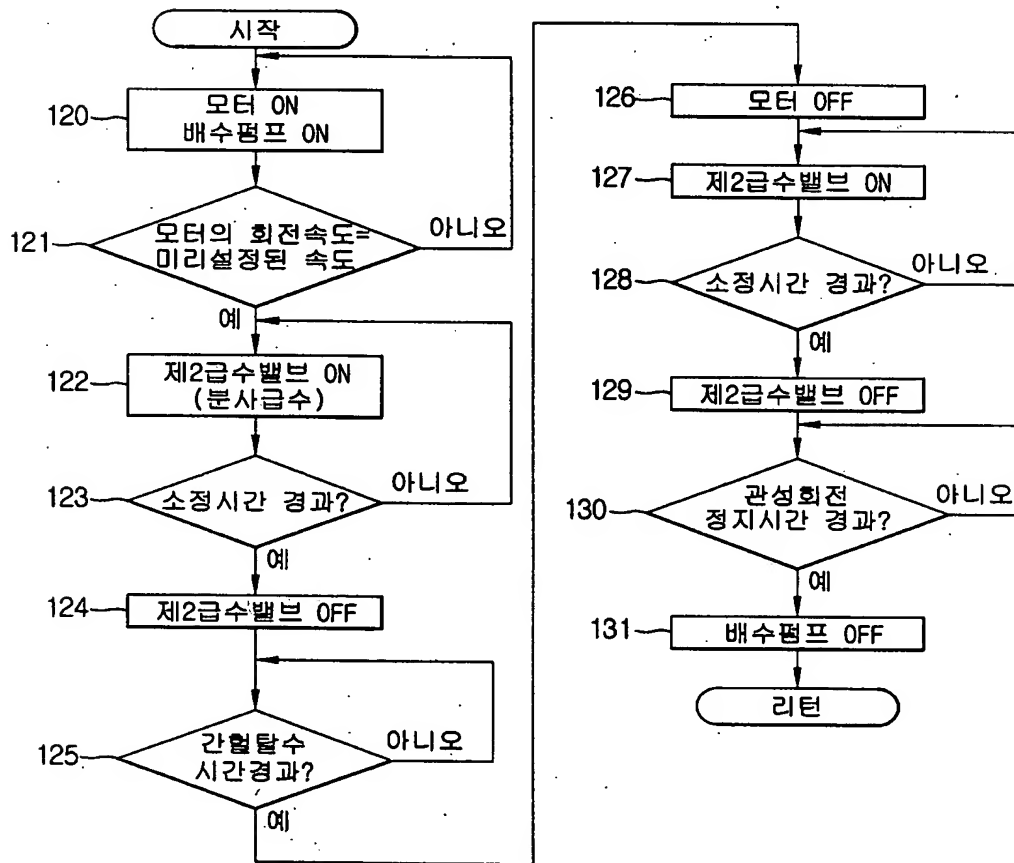 시작
120
모터 ON
배수펌프 ON
121
모터의 회전속도=
미리설정된 속도
아니오
예
122
제2급수밸브 ON
(분사급수)
123
소정시간 경과?
아니오
예
124
제2급수밸브 OFF
125
간헐탈수
시간경과?
아니오
예
126
모터 OFF
127
제2급수밸브 ON
128
소정시간 경과?
아니오
예
129
제2급수밸브 OFF
130
관성회전
정지시간 경과?
아니오
예
131
배수펌프 OFF
리턴